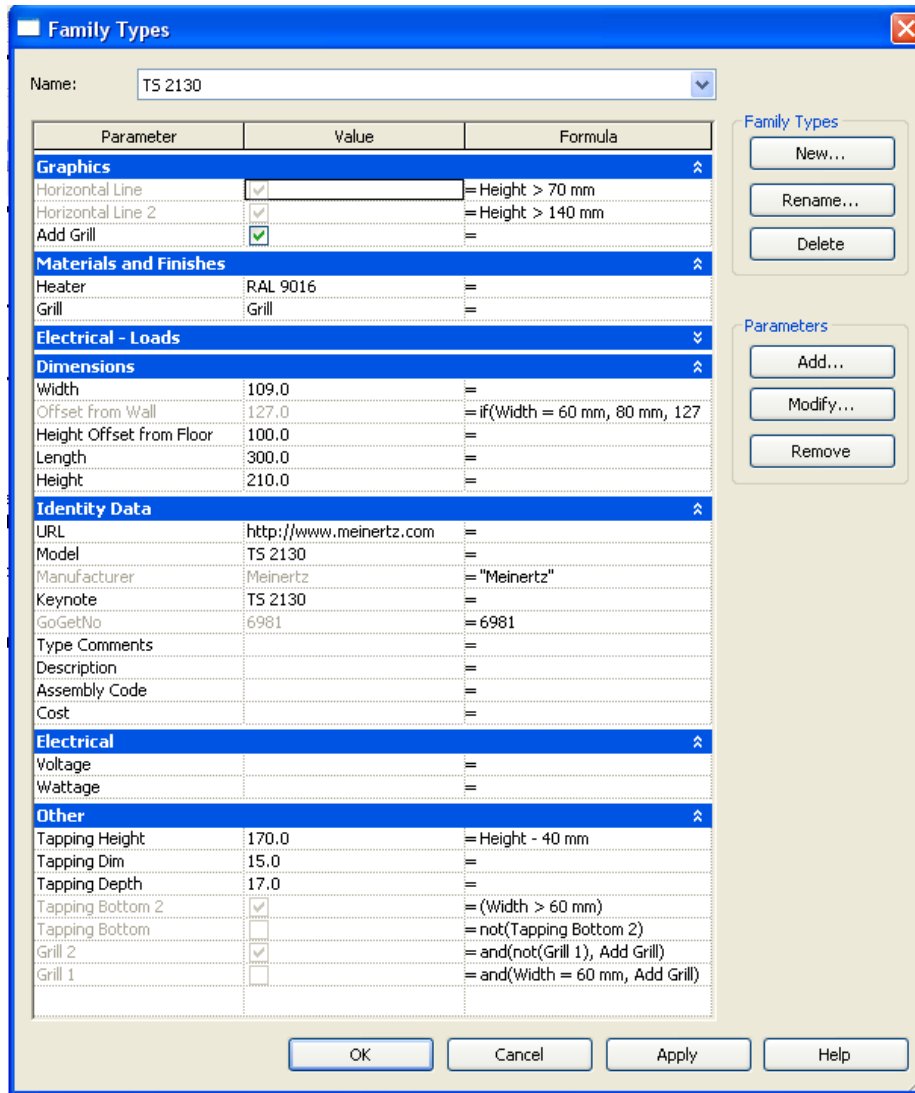 Family Types
Name: TS 2130
Parameter Value Formula
Graphics
Horizontal Line = Height > 70 mm
Horizontal Line 2 = Height > 140 mm
Add Grill =
Materials and Finishes
Heater RAL 9016 =
Grill Grill =
Electrical - Loads
Dimensions
Width 109.0 =
Offset from Wall 127.0 = if(Width = 60 mm, 80 mm, 127
Height Offset from Floor 100.0 =
Length 300.0 =
Height 210.0 =
Identity Data
URL http://www.meinertz.com =
Model TS 2130 =
Manufacturer Meinertz = "Meinertz"
Keynote TS 2130 =
GoGetNo 6981 = 6981
Type Comments =
Description =
Assembly Code =
Cost =
Electrical
Voltage =
Wattage =
Other
Tapping Height 170.0 = Height - 40 mm
Tapping Dim 15.0 =
Tapping Depth 17.0 =
Tapping Bottom 2 = (Width > 60 mm)
Tapping Bottom = not(Tapping Bottom 2)
Grill 2 = and(not(Grill 1), Add Grill)
Grill 1 = and(Width = 60 mm, Add Grill)
Family Types
New...
Rename...
Delete
Parameters
Add...
Modify...
Remove
OK Cancel Apply Help